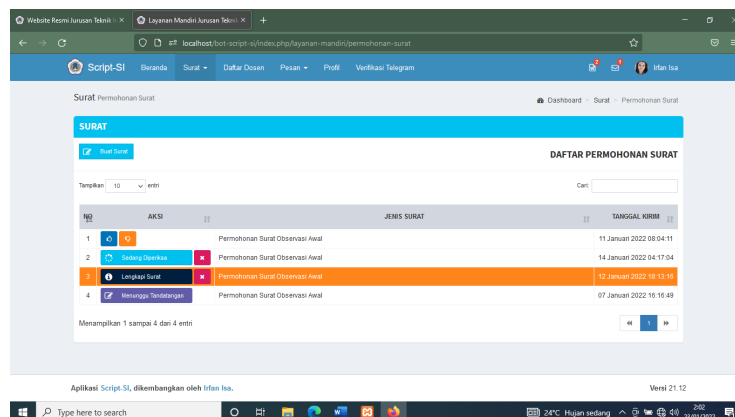 Website Resmi Jurusan Teknik
Layanan Mandiri Jurusan Teknik
localhost/bot-script-si/index.php/layanan-mandiri/permohonan-surat
Script-SI Beranda Surat Daftar Dosen Pesan Profil Verifikasi Telegram Irfan Isa
Surat Permohonan Surat
Dashboard > Surat > Permohonan Surat
SURAT
Buat Surat
DAFTAR PERMOHONAN SURAT
Tampilkan 10 entri
Cari:
NO AKSI JENIS SURAT TANGGAL KIRIM
1 Permohonan Surat Observasi Awal 11 Januari 2022 08:04:11
2 Sedang Diperiksa Permohonan Surat Observasi Awal 14 Januari 2022 04:17:04
3 Lengkapi Surat Permohonan Surat Observasi Awal 12 Januari 2022 18:13:16
4 Menunggu Tandatangan Permohonan Surat Observasi Awal 07 Januari 2022 16:16:49
Menampilkan 1 sampai 4 dari 4 entri
1
Aplikasi Script-SI, dikembangkan oleh Irfan Isa.
Versi 21.12
Type here to search
24°C Hujan sedang
2:02
23/01/2022